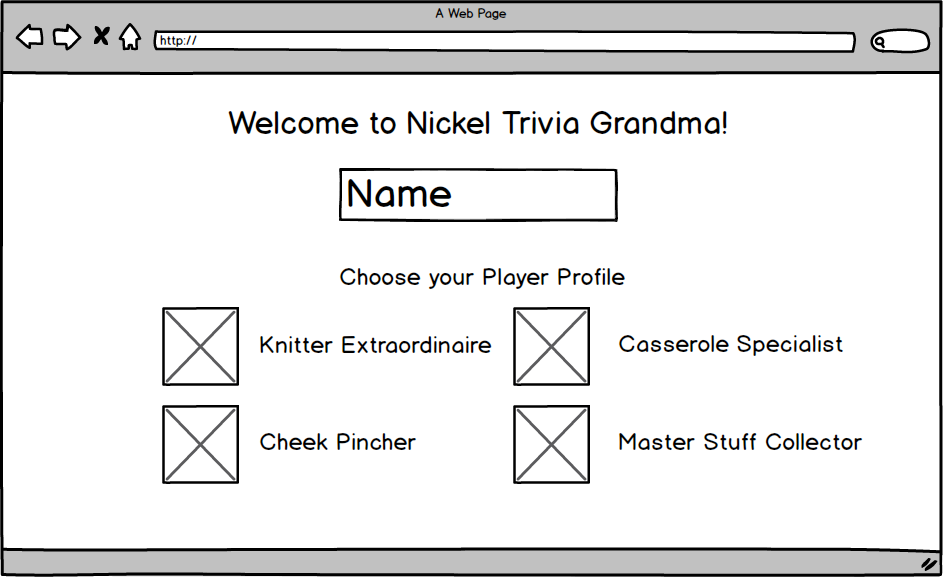 A Web Page
http://
Welcome to Nickel Trivia Grandma!
Name
Choose your Player Profile
Knitter Extraordinaire
Casserole Specialist
Cheek Pincher
Master Stuff Collector